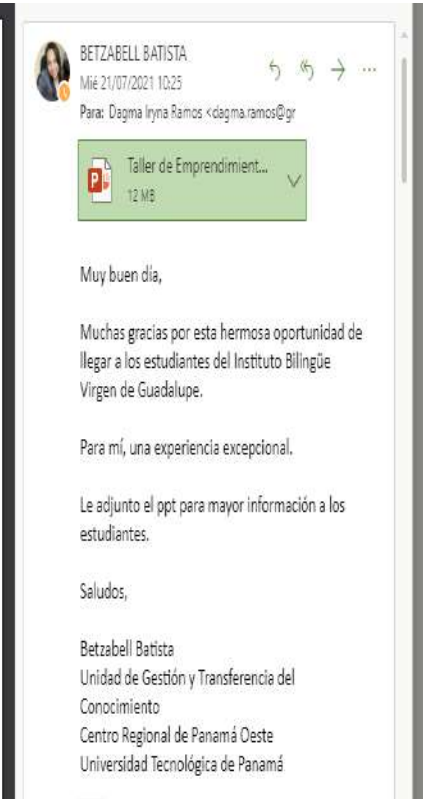 BETZABELL BATISTA
Mié 21/07/2021 10:25
Para: Dagma Iryna Ramos <dagma.ramos@gr
Taller de Emprendimient...
12 MB
Muy buen día,
Muchas gracias por esta hermosa oportunidad de
llegar a los estudiantes del Instituto Bilingüe
Virgen de Guadalupe.
Para mí, una experiencia excepcional.
Le adjunto el ppt para mayor información a los
estudiantes.
Saludos,
Betzabell Batista
Unidad de Gestión y Transferencia del
Conocimiento
Centro Regional de Panamá Oeste
Universidad Tecnológica de Panamá